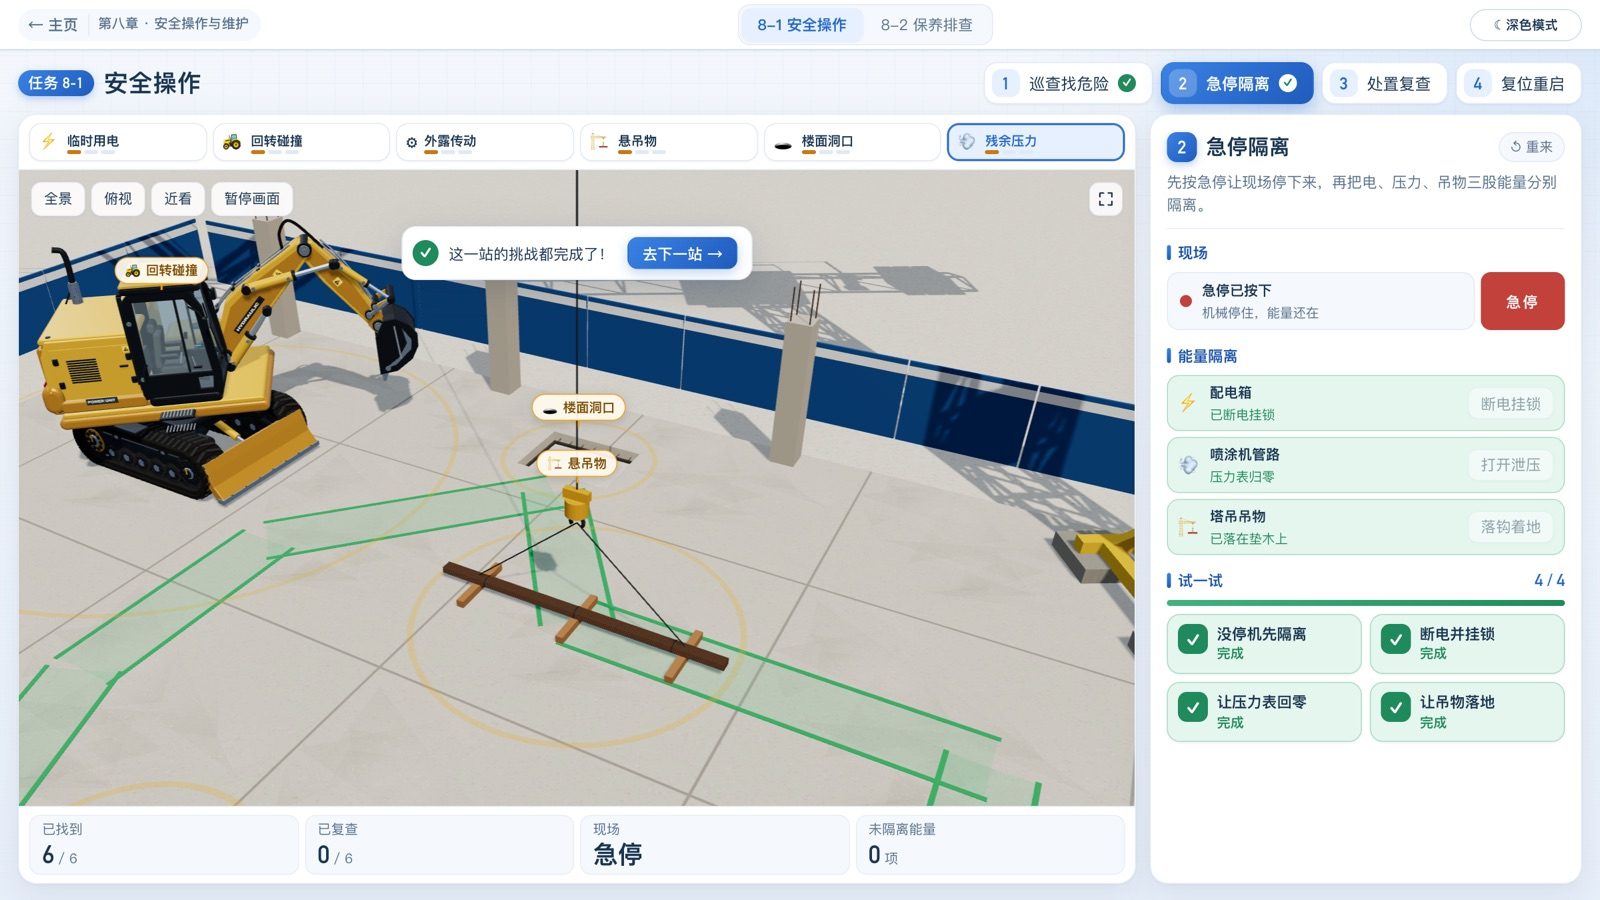 ← 主页
第八章 · 安全操作与维护
8-1 安全操作
8-2 保养排查
☾ 深色模式
任务 8-1
安全操作
1 巡查找危险
2 急停隔离
3 处置复查
4 复位重启
临时用电
回转碰撞
外露传动
悬吊物
楼面洞口
残余压力
全景
俯视
近看
暂停画面
这一站的挑战都完成了！
去下一站 →
回转碰撞
HYDRAULIC
POWER UNIT
楼面洞口
悬吊物
已找到
6 / 6
已复查
0 / 6
现场
急停
未隔离能量
0 项
2 急停隔离
重来
先按急停让现场停下来，再把电、压力、吊物三股能量分别
隔离。
现场
急停已按下
机械停住，能量还在
急停
能量隔离
配电箱
已断电挂锁
断电挂锁
喷涂机管路
压力表归零
打开泄压
塔吊吊物
已落在垫木上
落钩着地
试一试
4 / 4
没停机先隔离
完成
断电并挂锁
完成
让压力表回零
完成
让吊物落地
完成